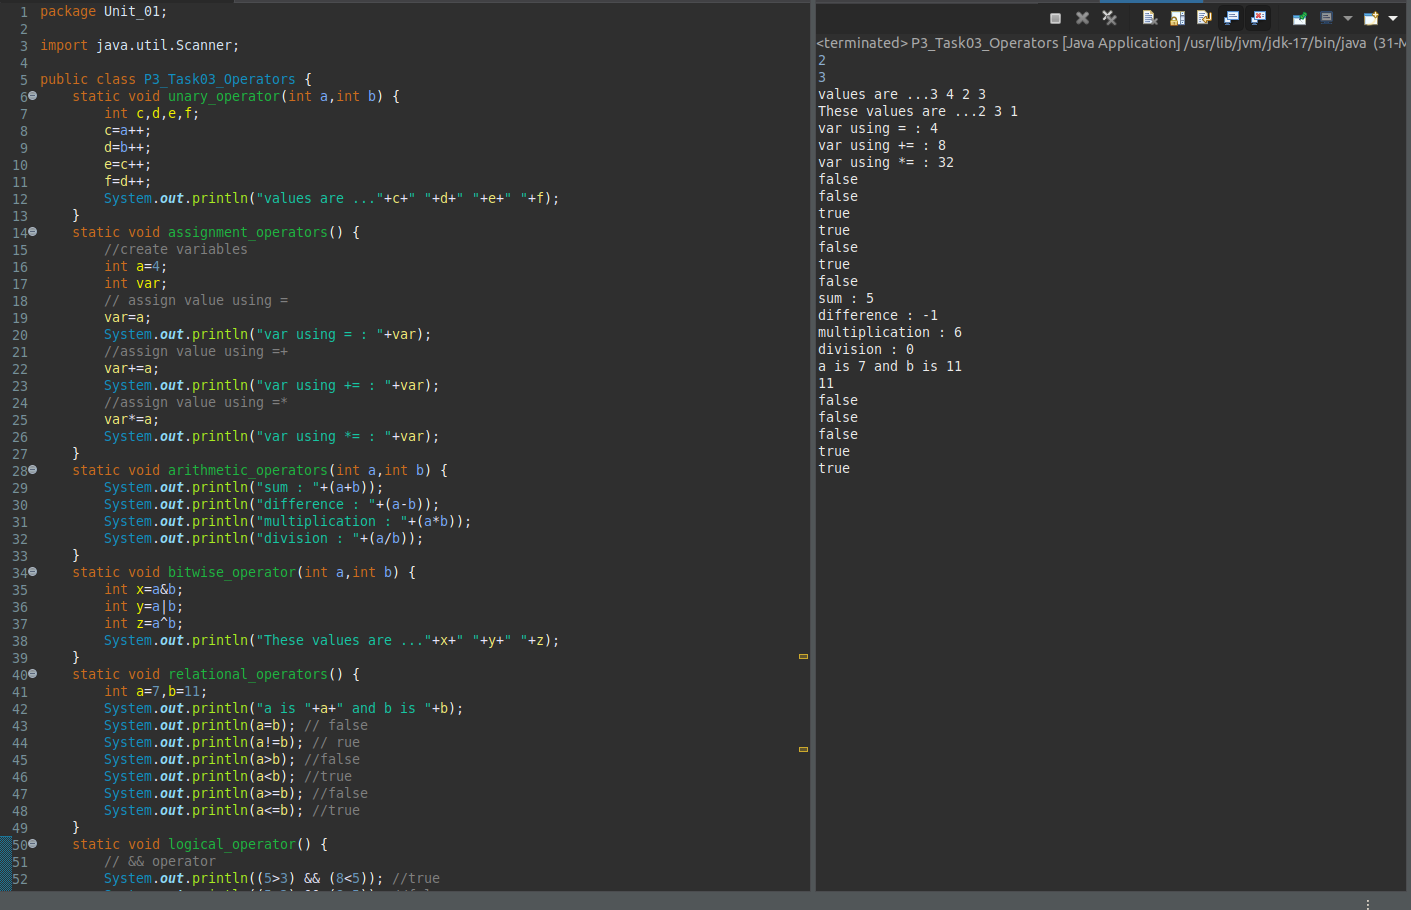 1 package Unit_01;
2
3 import java.util.Scanner;
4
5 public class P3_Task03_Operators {
6 static void unary_operator(int a,int b) {
7 int c,d,e,f;
8 c=a++;
9 d=b++;
10 e=c++;
11 f=d++;
12 System.out.println("values are ..."+c+" "+d+" "+e+" "+f);
13 }
14 static void assignment_operators() {
15 //create variables
16 int a=4;
17 int var;
18 // assign value using =
19 var=a;
20 System.out.println("var using = : "+var);
21 //assign value using =+
22 var+=a;
23 System.out.println("var using += : "+var);
24 //assign value using =*
25 var*=a;
26 System.out.println("var using *= : "+var);
27 }
28 static void arithmetic_operators(int a,int b) {
29 System.out.println("sum : "+(a+b));
30 System.out.println("difference : "+(a-b));
31 System.out.println("multiplication : "+(a*b));
32 System.out.println("division : "+(a/b));
33 }
34 static void bitwise_operator(int a,int b) {
35 int x=a&b;
36 int y=a|b;
37 int z=a^b;
38 System.out.println("These values are ..."+x+" "+y+" "+z);
39 }
40 static void relational_operators() {
41 int a=7,b=11;
42 System.out.println("a is "+a+" and b is "+b);
43 System.out.println(a=b); // false
44 System.out.println(a!=b); // rue
45 System.out.println(a>b); //false
46 System.out.println(a<b); //true
47 System.out.println(a>=b); //false
48 System.out.println(a<=b); //true
49 }
50 static void logical_operator() {
51 // && operator
52 System.out.println((5>3) && (8<5)); //true
<terminated> P3_Task03_Operators [Java Application] /usr/lib/jvm/jdk-17/bin/java (31-M
2
3
values are ...3 4 2 3
These values are ...2 3 1
var using = : 4
var using += : 8
var using *= : 32
false
false
true
true
false
true
false
sum : 5
difference : -1
multiplication : 6
division : 0
a is 7 and b is 11
11
false
false
false
true
true